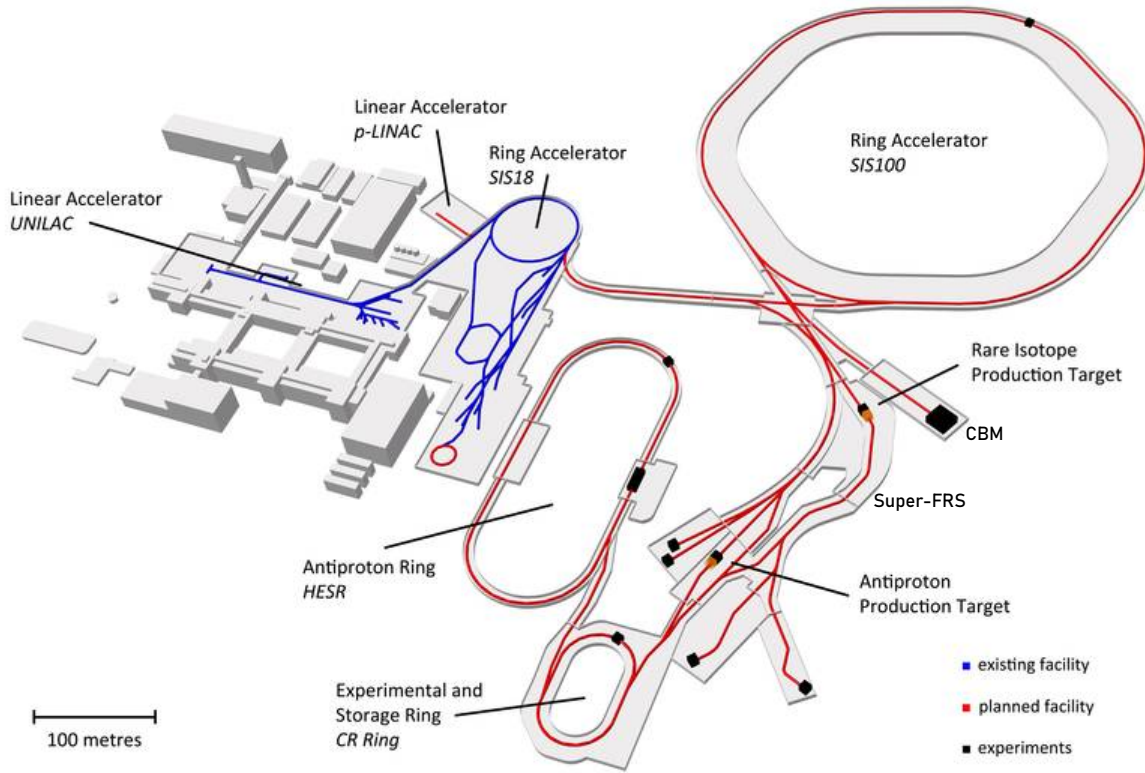 Linear Accelerator
p-LINAC
Ring Accelerator
SIS18
Ring Accelerator
SIS100
Linear Accelerator
UNILAC
Rare Isotope
Production Target
CBM
Super-FRS
Antiproton Ring
HESR
Antiproton
Production Target
Experimental and
Storage Ring
CR Ring
100 metres
existing facility
planned facility
experiments